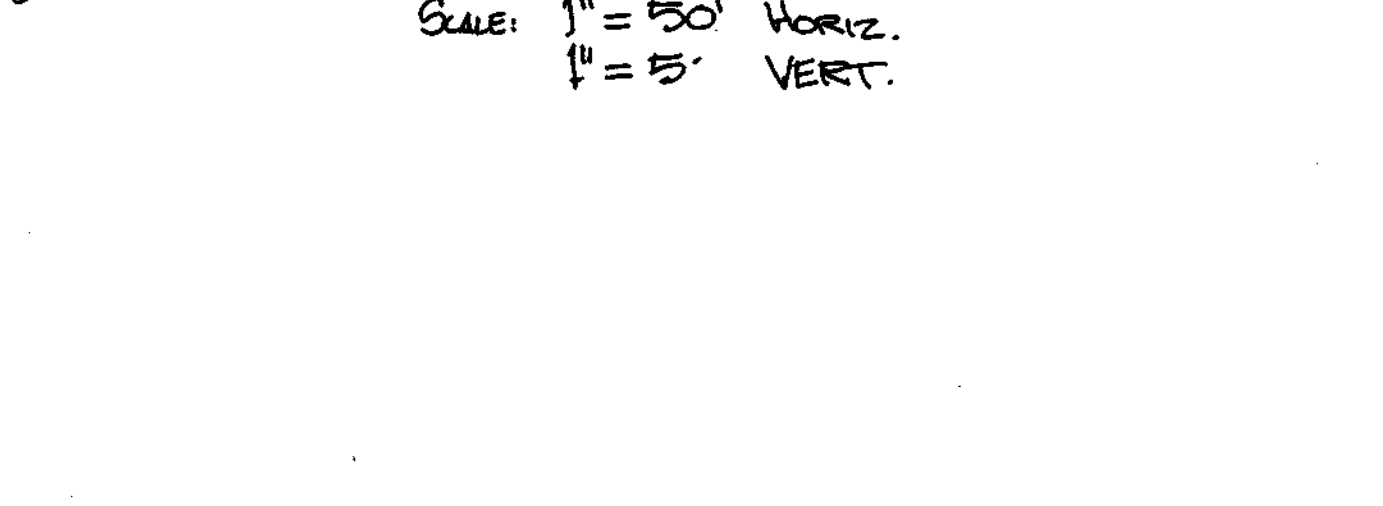 SCALE: 1" = 50' HORIZ.
1" = 5' VERT.